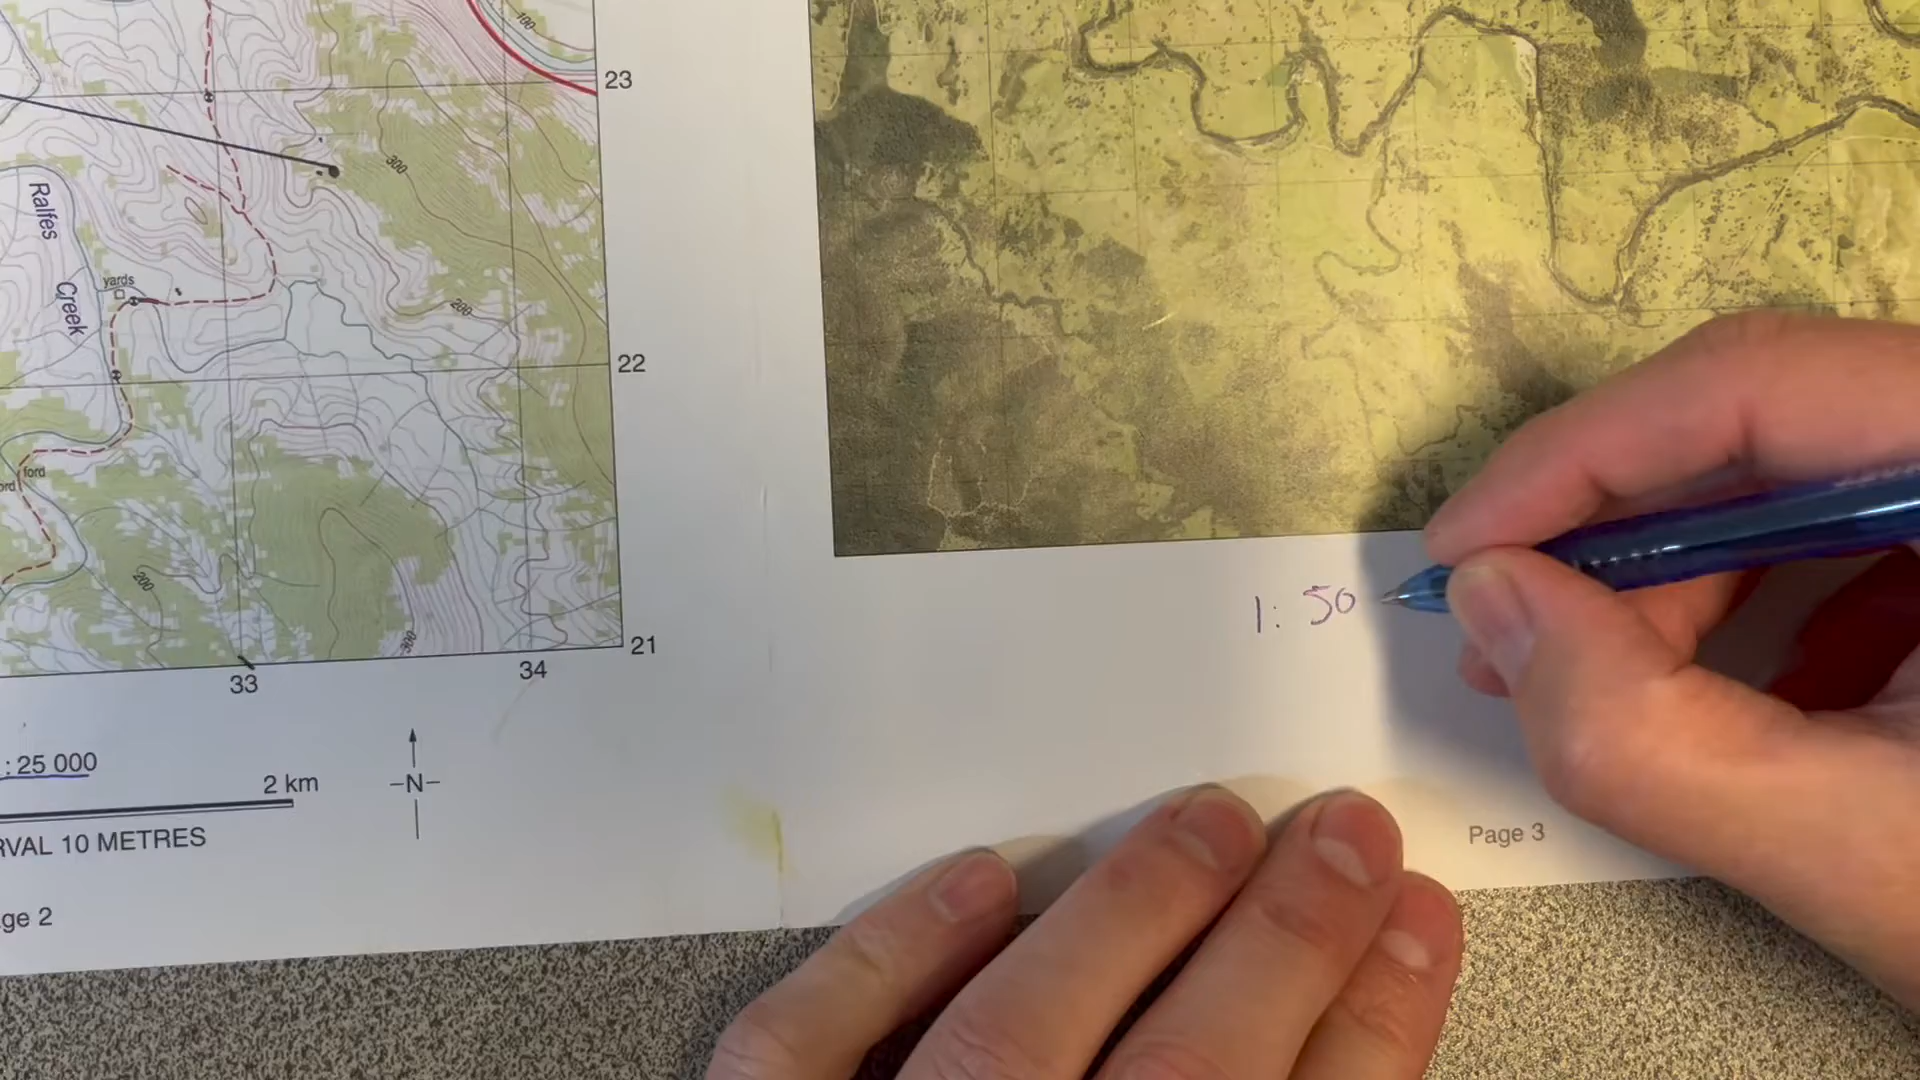 100
23
300
Ralfes
Creek
yards
200
22
ford
ord
200
300
21
33
34
: 25 000
2 km
-N-
RVAL 10 METRES
ge 2
1: 50
Page 3